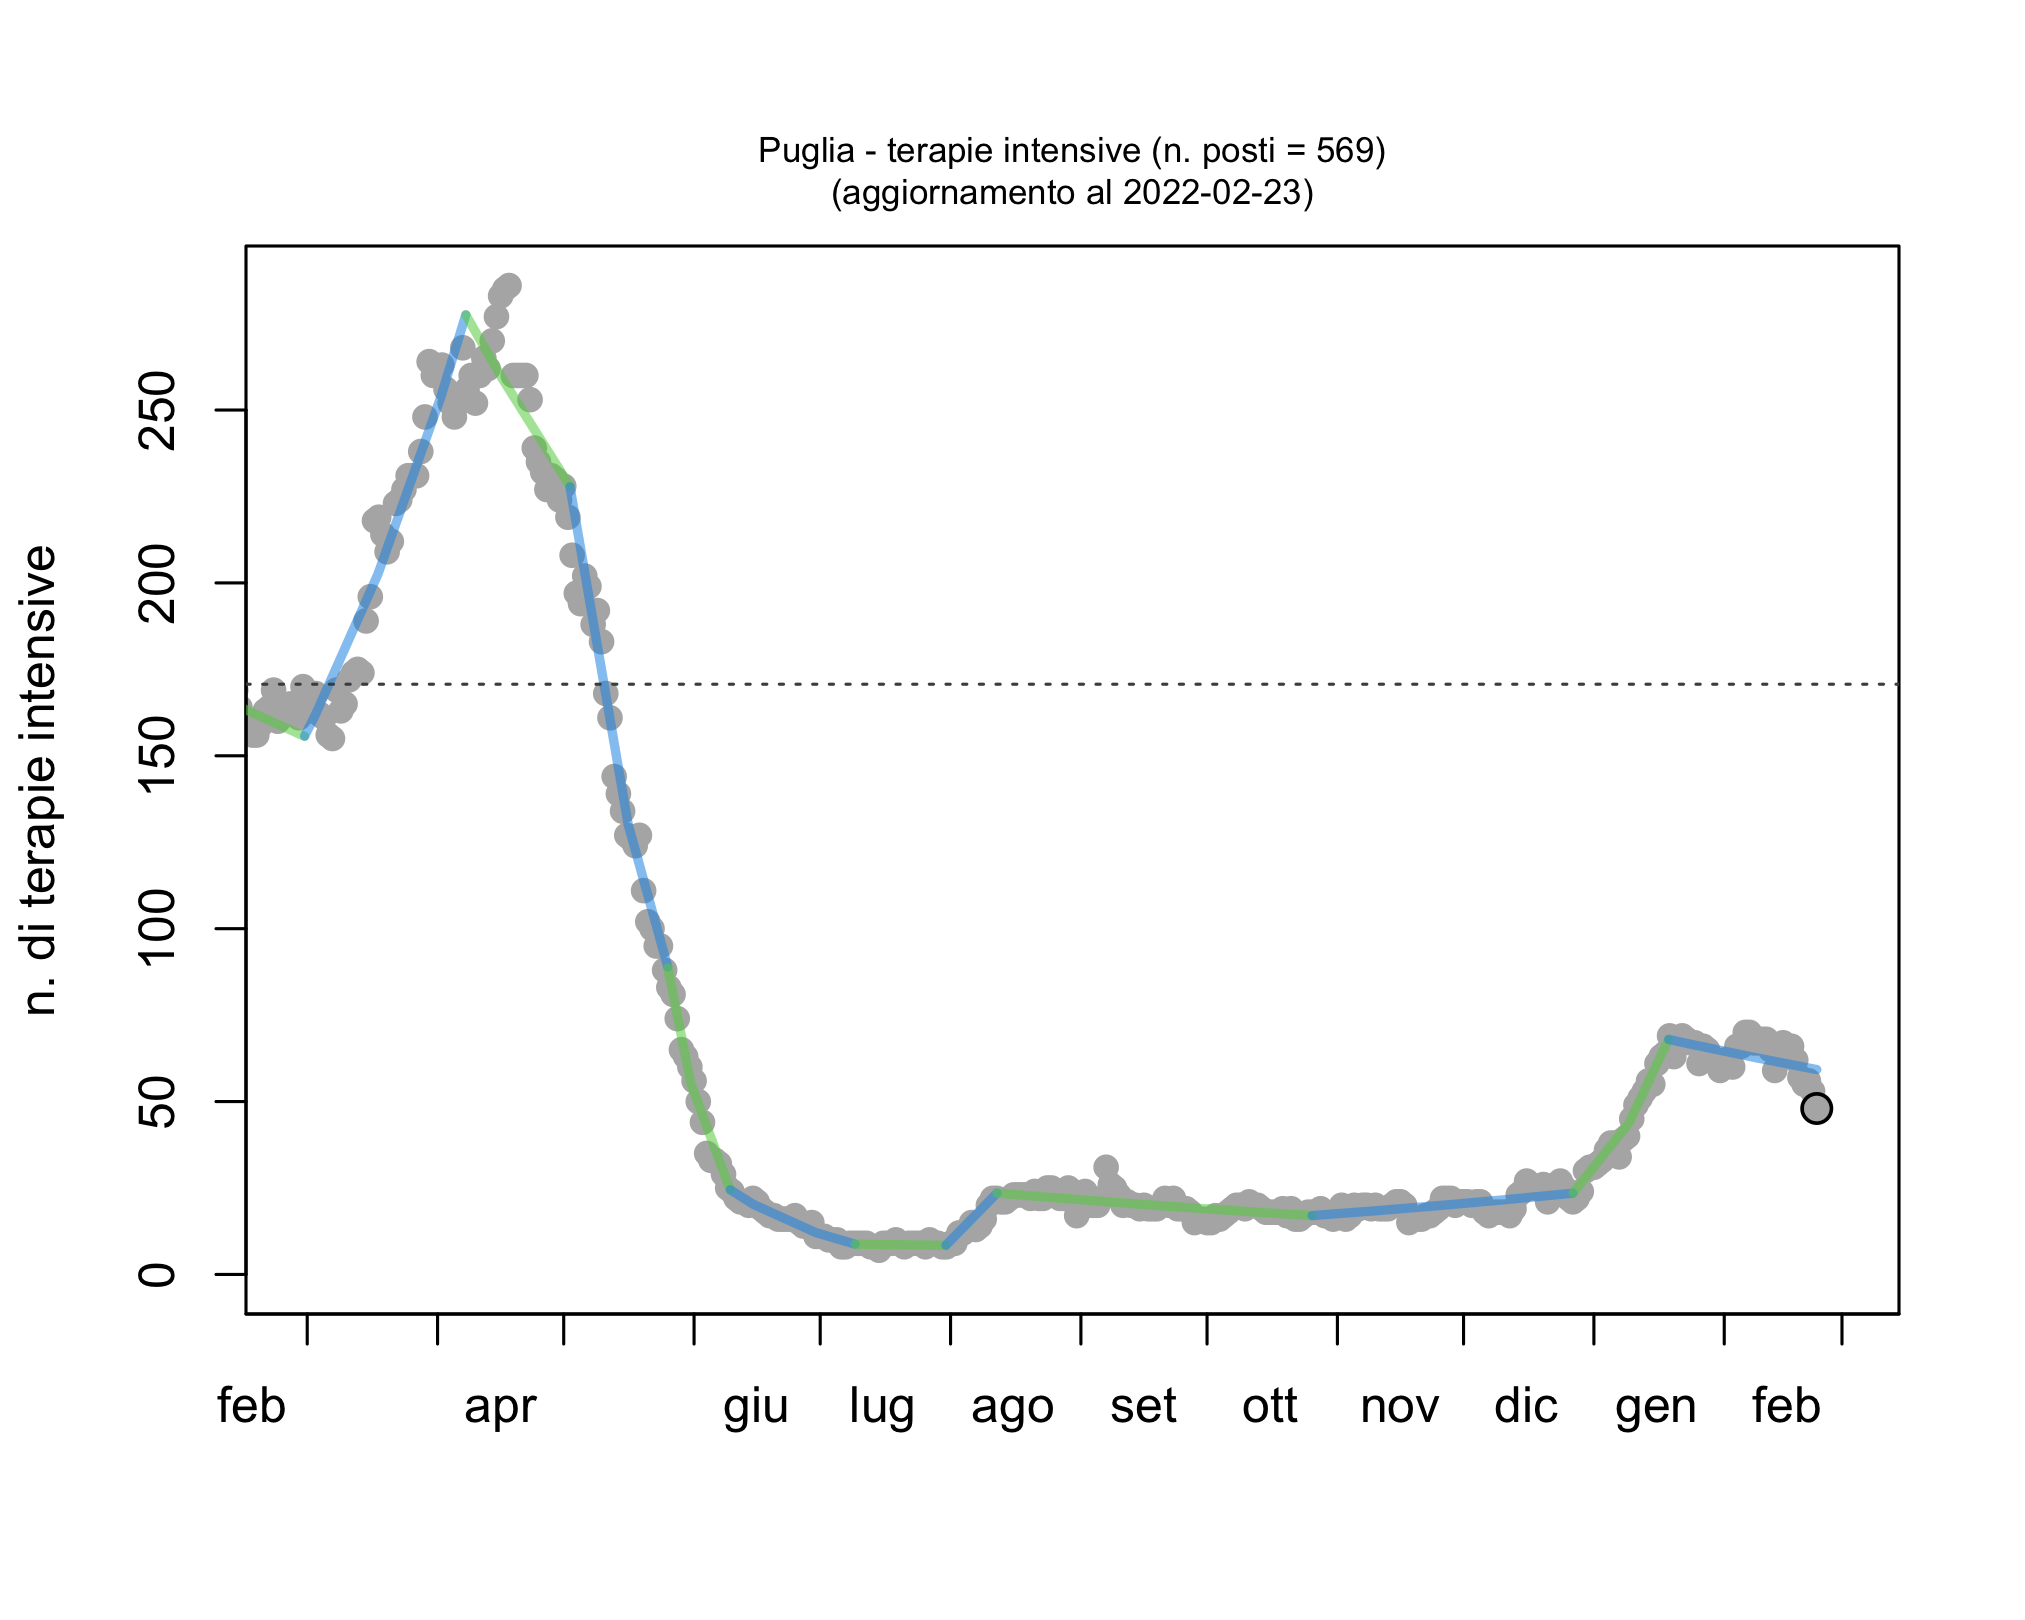 Puglia - terapie intensive (n. posti = 569)
(aggiornamento al 2022-02-23)
n. di terapie intensive
250
200
150
100
50
0
feb apr giu lug ago set ott nov dic gen feb